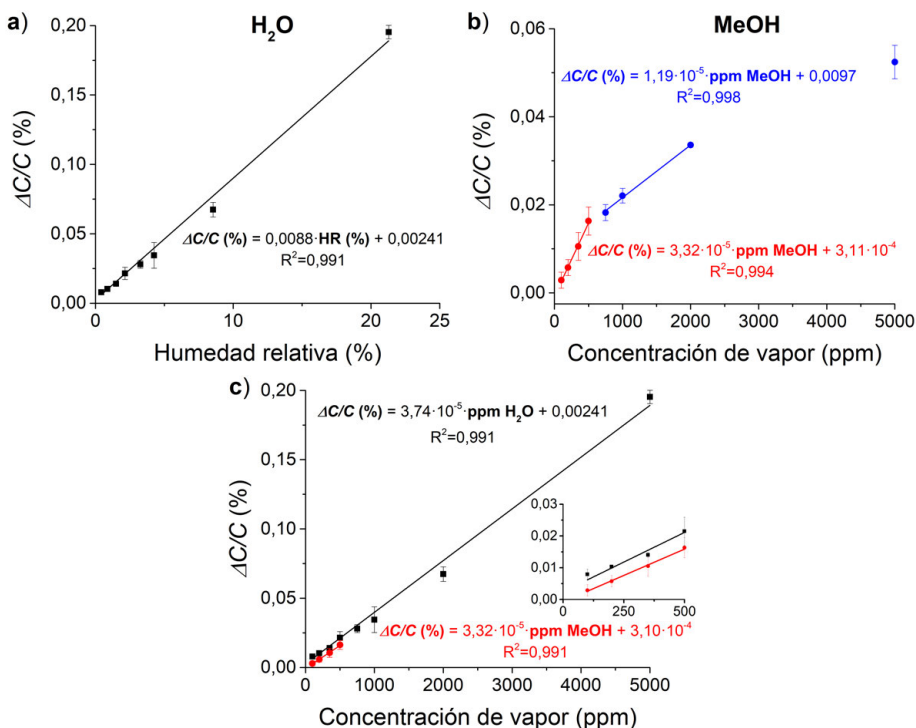 a)
H₂O
0,20
0,15
0,10
0,05
0,00
ΔC/C (%)
ΔC/C (%) = 0,0088·HR (%) + 0,00241
R²=0,991
0
5
10
15
20
25
Humedad relativa (%)
b)
MeOH
0,06
0,04
0,02
0,00
ΔC/C (%)
ΔC/C (%) = 1,19·10⁻⁵·ppm MeOH + 0,0097
R²=0,998
ΔC/C (%) = 3,32·10⁻⁵·ppm MeOH + 3,11·10⁻⁴
R²=0,994
0
1000
2000
3000
4000
5000
Concentración de vapor (ppm)
c)
0,20
0,15
0,10
0,05
0,00
ΔC/C (%)
ΔC/C (%) = 3,74·10⁻⁵·ppm H₂O + 0,00241
R²=0,991
0,03
0,02
0,01
0,00
0
250
500
ΔC/C (%) = 3,32·10⁻⁵·ppm MeOH + 3,10·10⁻⁴
R²=0,991
0
1000
2000
3000
4000
5000
Concentración de vapor (ppm)